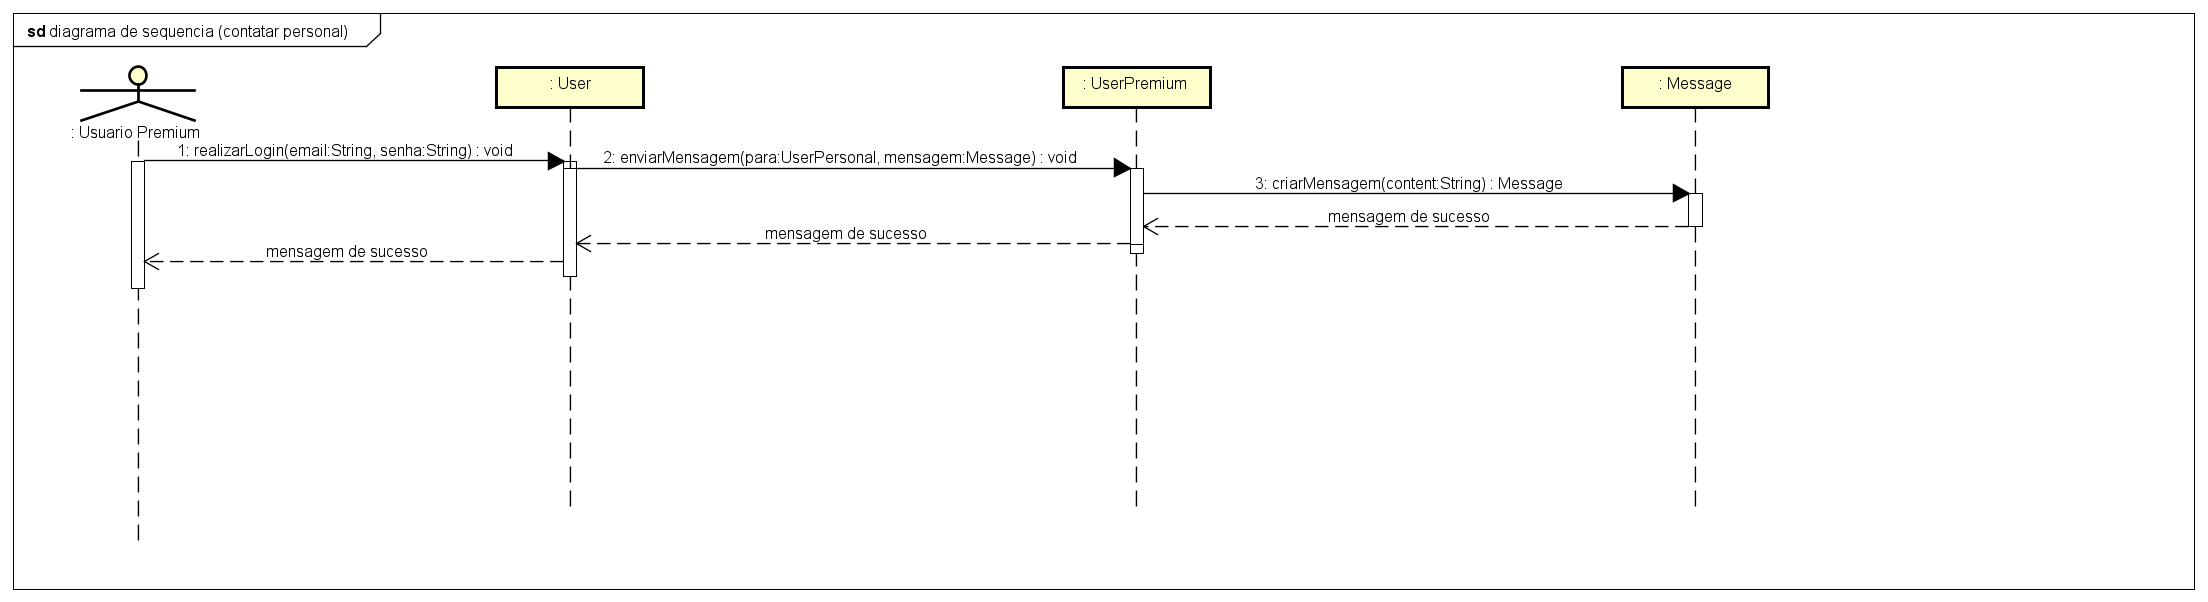 sd diagrama de sequencia (contatar personal)
: User
: UserPremium
: Message
: Usuario Premium
1: realizarLogin(email:String, senha:String) : void
2: enviarMensagem(para:UserPersonal, mensagem:Message) : void
3: criarMensagem(content:String) : Message
mensagem de sucesso
mensagem de sucesso
mensagem de sucesso